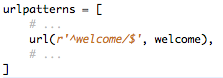 urlpatterns = [
    # ...
    url(r'^welcome/$', welcome),
    # ...
]